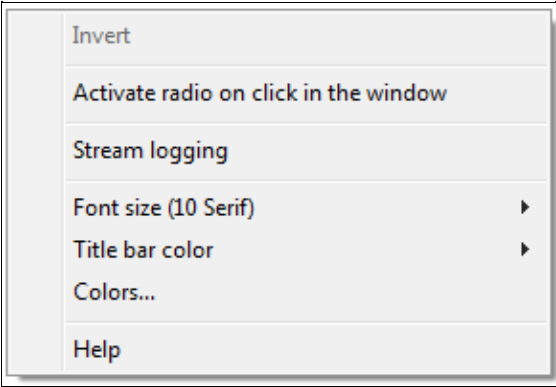 Invert
Activate radio on click in the window
Stream logging
Font size (10 Serif)
Title bar color
Colors...
Help